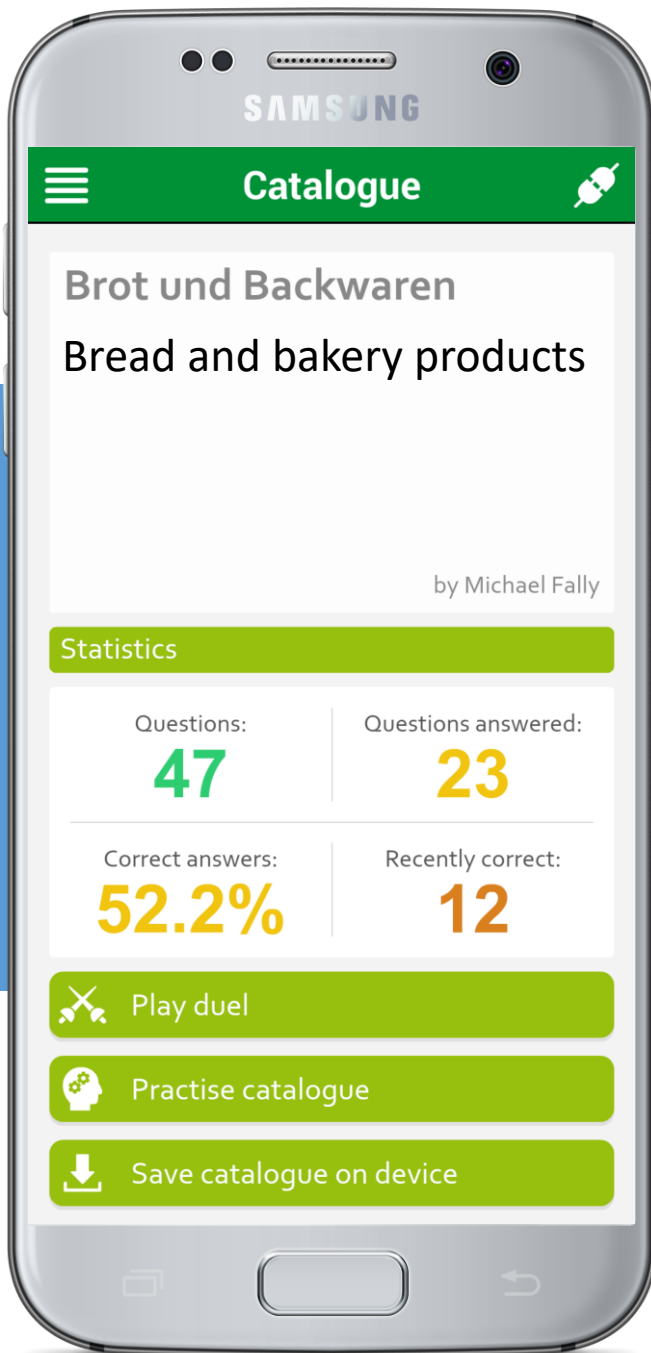 SAMSUNG
Catalogue
Brot und Backwaren
Bread and bakery products
by Michael Fally
Statistics
Questions:
47
Questions answered:
23
Correct answers:
52.2%
Recently correct:
12
Play duel
Practise catalogue
Save catalogue on device